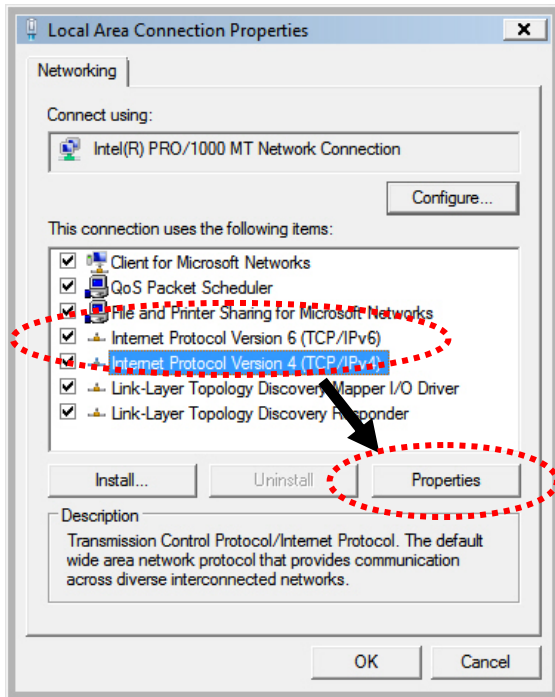 Local Area Connection Properties
Networking
Connect using:
Intel(R) PRO/1000 MT Network Connection
Configure...
This connection uses the following items:
Client for Microsoft Networks
QoS Packet Scheduler
File and Printer Sharing for Microsoft Networks
Internet Protocol Version 6 (TCP/IPv6)
Internet Protocol Version 4 (TCP/IPv4)
Link-Layer Topology Discovery Mapper I/O Driver
Link-Layer Topology Discovery Responder
Install...
Uninstall
Properties
Description
Transmission Control Protocol/Internet Protocol. The default
wide area network protocol that provides communication
across diverse interconnected networks.
OK
Cancel